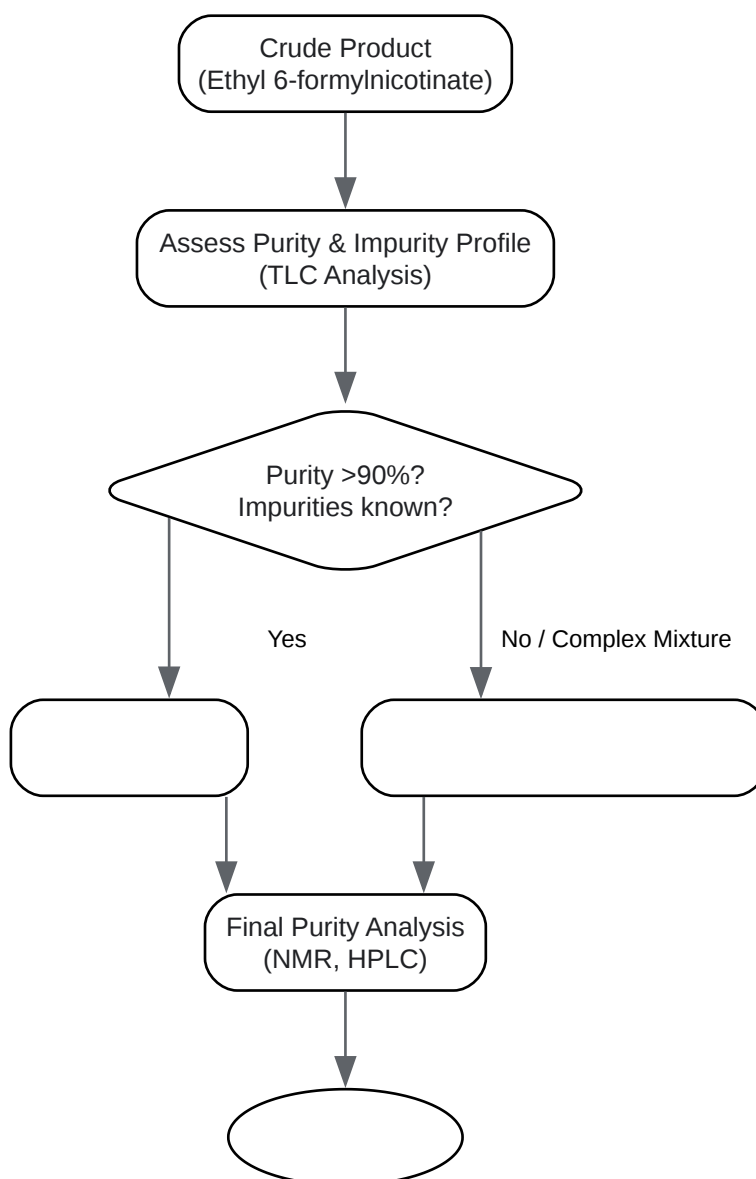 Crude Product
(Ethyl 6-formylnicotinate)
Assess Purity & Impurity Profile
(TLC Analysis)
Purity >90%?
Impurities known?
Yes
No / Complex Mixture
Final Purity Analysis
(NMR, HPLC)